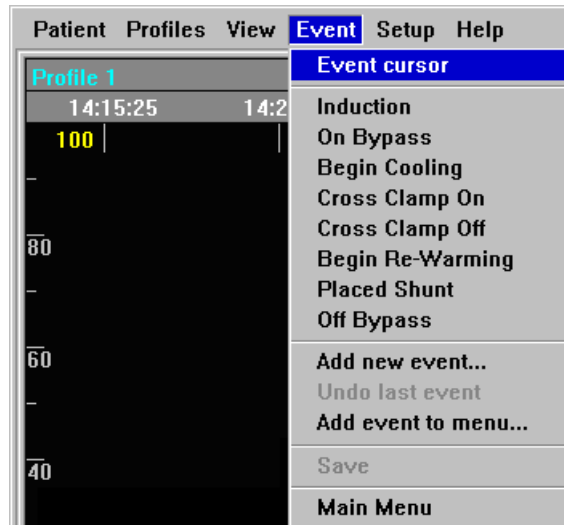 Patient Profiles View Event Setup Help
Profile 1
14:15:25 14:2
100
80
60
40
Event cursor
Induction
On Bypass
Begin Cooling
Cross Clamp On
Cross Clamp Off
Begin Re-Warming
Placed Shunt
Off Bypass
Add new event...
Undo last event
Add event to menu...
Save
Main Menu